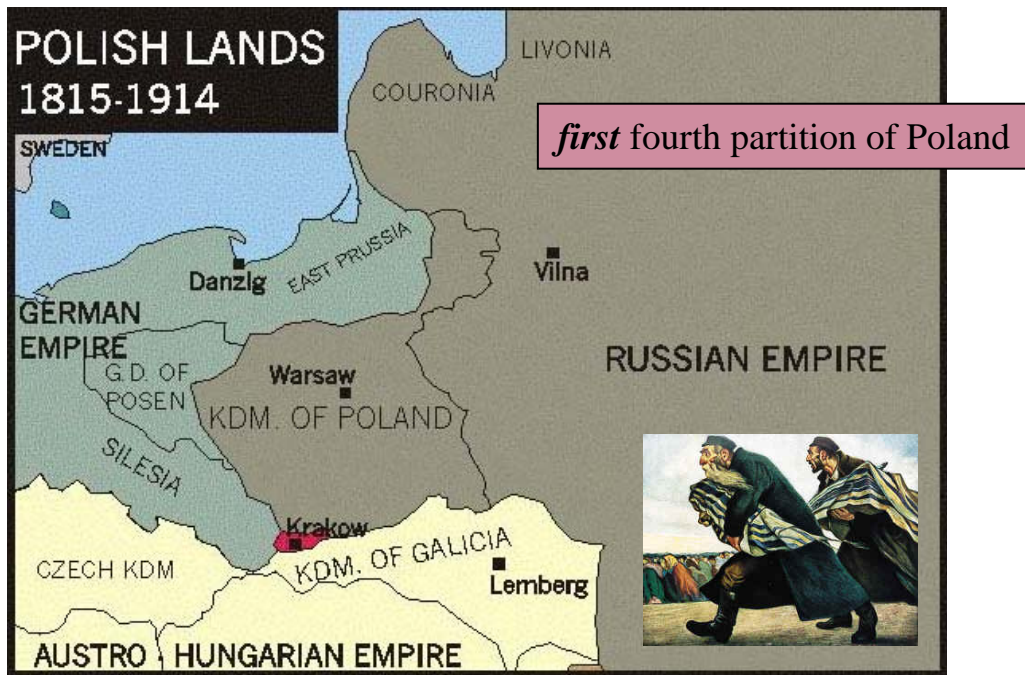 POLISH LANDS
1815-1914
LIVONIA
COURONIA
first fourth partition of Poland
SWEDEN
EAST PRUSSIA
Danzig
Vilna
GERMAN
EMPIRE
G.D. OF
POSEN
Warsaw
RUSSIAN EMPIRE
KDM. OF POLAND
SILESIA
Krakow
KDM. OF GALICIA
CZECH KDM
Lemberg
AUSTRO HUNGARIAN EMPIRE